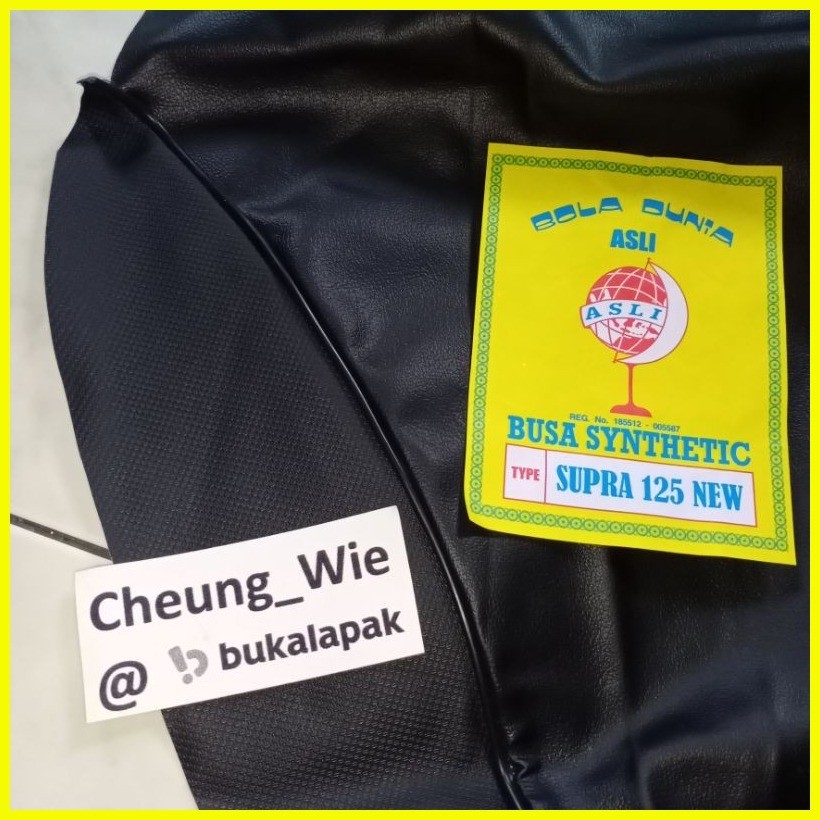 BOLA DUNIA
ASLI
ASLI
REG. No. 185512 - 005587
BUSA SYNTHETIC
TYPE SUPRA 125 NEW
Cheung_Wie
@ bukalapak